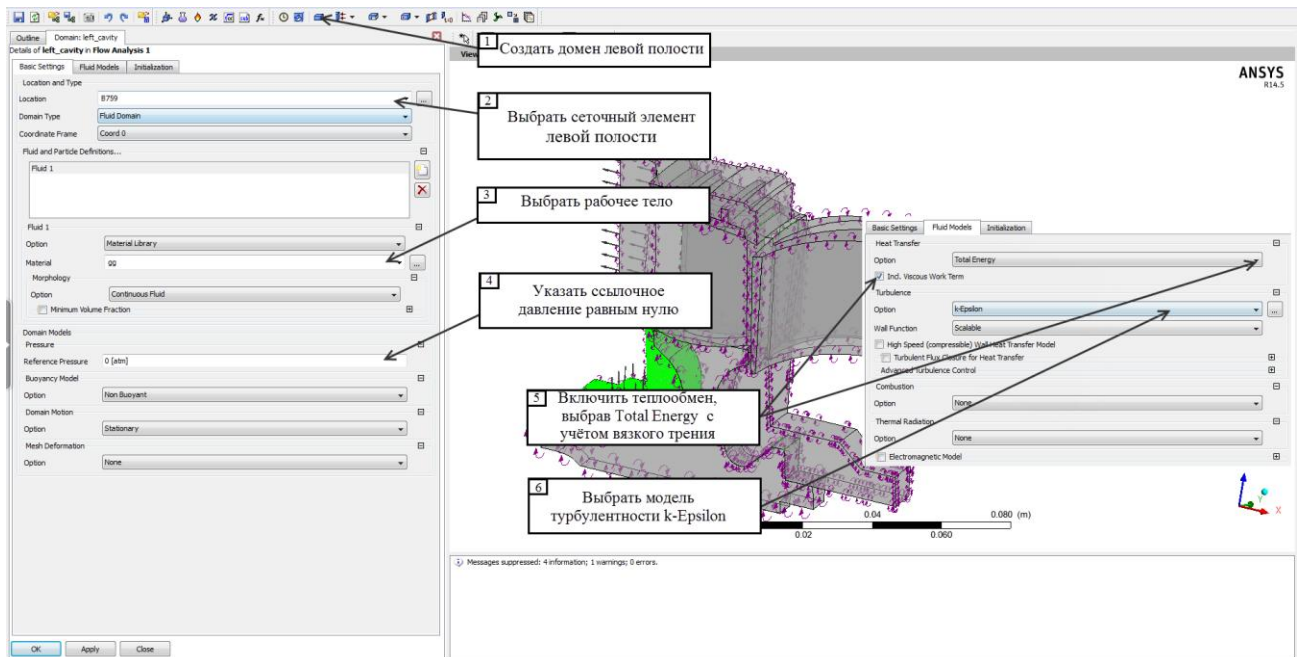 Outline Domain: left_cavity
Details of left_cavity in Flow Analysis 1
Basic Settings Fluid Models Initialization
Location and Type
Location B759 ...
Domain Type Fluid Domain
Coordinate Frame Coord 0
Fluid and Particle Definitions...
Fluid 1
Fluid 1
Option Material Library
Material gg ...
Morphology
Option Continuous Fluid
Minimum Volume Fraction
Domain Models
Pressure
Reference Pressure 0 [atm]
Buoyancy Model
Option Non Buoyant
Domain Motion
Option Stationary
Mesh Deformation
Option None
OK Apply Close
View
1 Создать домен левой полости
2
Выбрать сеточный элемент
левой полости
3 Выбрать рабочее тело
4
Указать ссылочное
давление равным нулю
5 Включить теплообмен,
выбрав Total Energy с
учётом вязкого трения
6
Выбрать модель
турбулентности k-Epsilon
ANSYS
R14.5
Basic Settings Fluid Models Initialization
Heat Transfer
Option Total Energy
Incl. Viscous Work Term
Turbulence
Option k-Epsilon ...
Wall Function Scalable
High Speed (compressible) Wall Heat Transfer Model
Turbulent Flux Closure for Heat Transfer
Advanced Turbulence Control
Combustion
Option None
Thermal Radiation
Option None
Electromagnetic Model
0.04 0.080 (m)
0.02 0.060
Y
X
Messages suppressed: 4 information; 1 warnings; 0 errors.